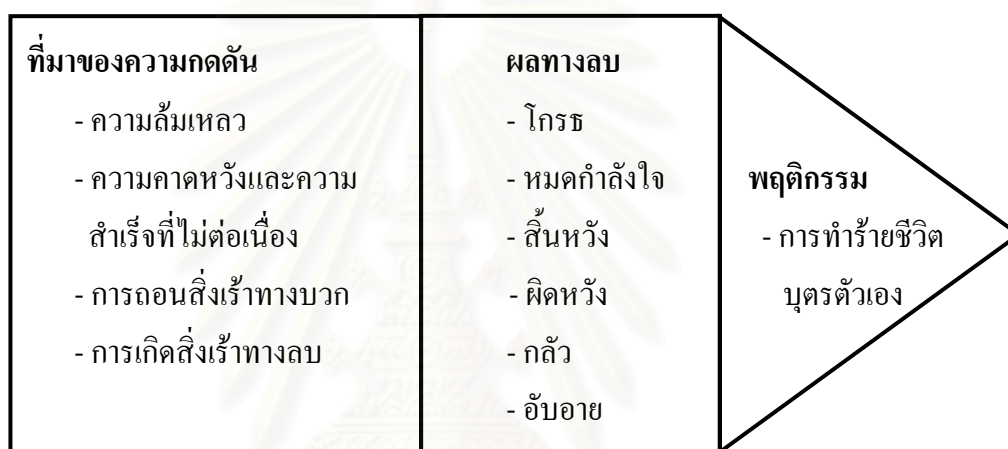 ที่มาของความกดดัน
- ความล้มเหลว
- ความคาดหวังและความ
สำเร็จที่ไม่ต่อเนื่อง
- การถอนสิ่งเร้าทางบวก
- การเกิดสิ่งเร้าทางลบ
ผลทางลบ
- โกรธ
- หมดกำลังใจ
- สิ้นหวัง
- ผิดหวัง
- กลัว
- อับอาย
พฤติกรรม
- การทำร้ายชีวิต
บุตรตัวเอง